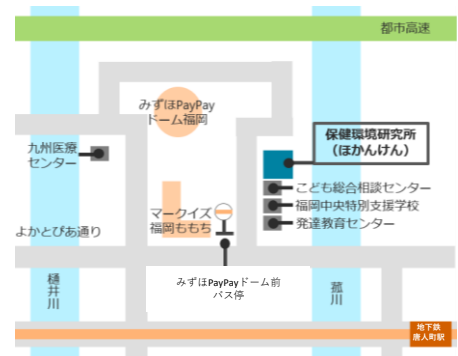 都市高速
みずほPayPay
ドーム福岡
保健環境研究所
（ほかんけん）
九州医療
センター
こども総合相談センター
福岡中央特別支援学校
発達教育センター
マークイズ
福岡ももち
よかとぴあ通り
樋井川
みずほPayPayドーム前
バス停
菰川
地下鉄
唐人町駅